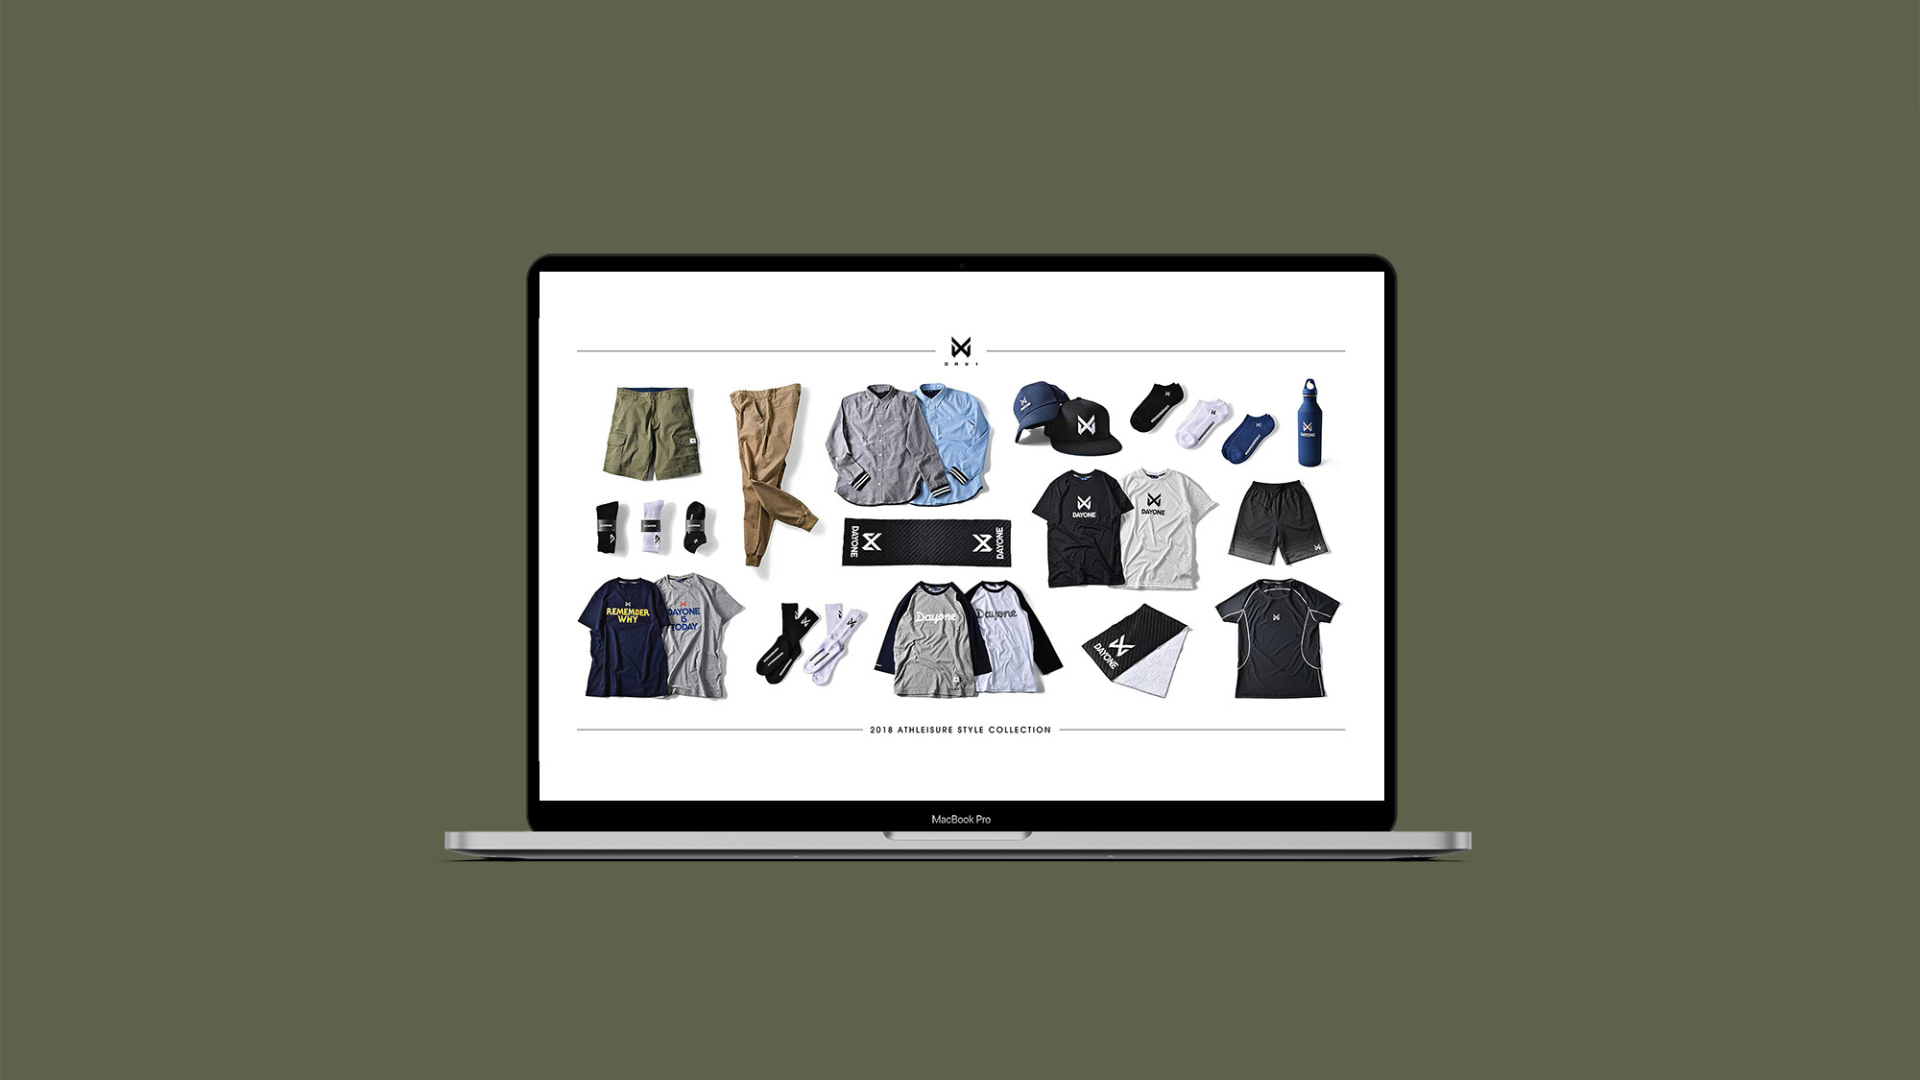 DAYONE
DAYONE
DAYONE
DAYONE
DAYONE
REMEMBER
WHY
DAYONE
IS
TODAY
Dayone
Dayone
DAYONE
2018 ATHLEISURE STYLE COLLECTION
MacBook Pro